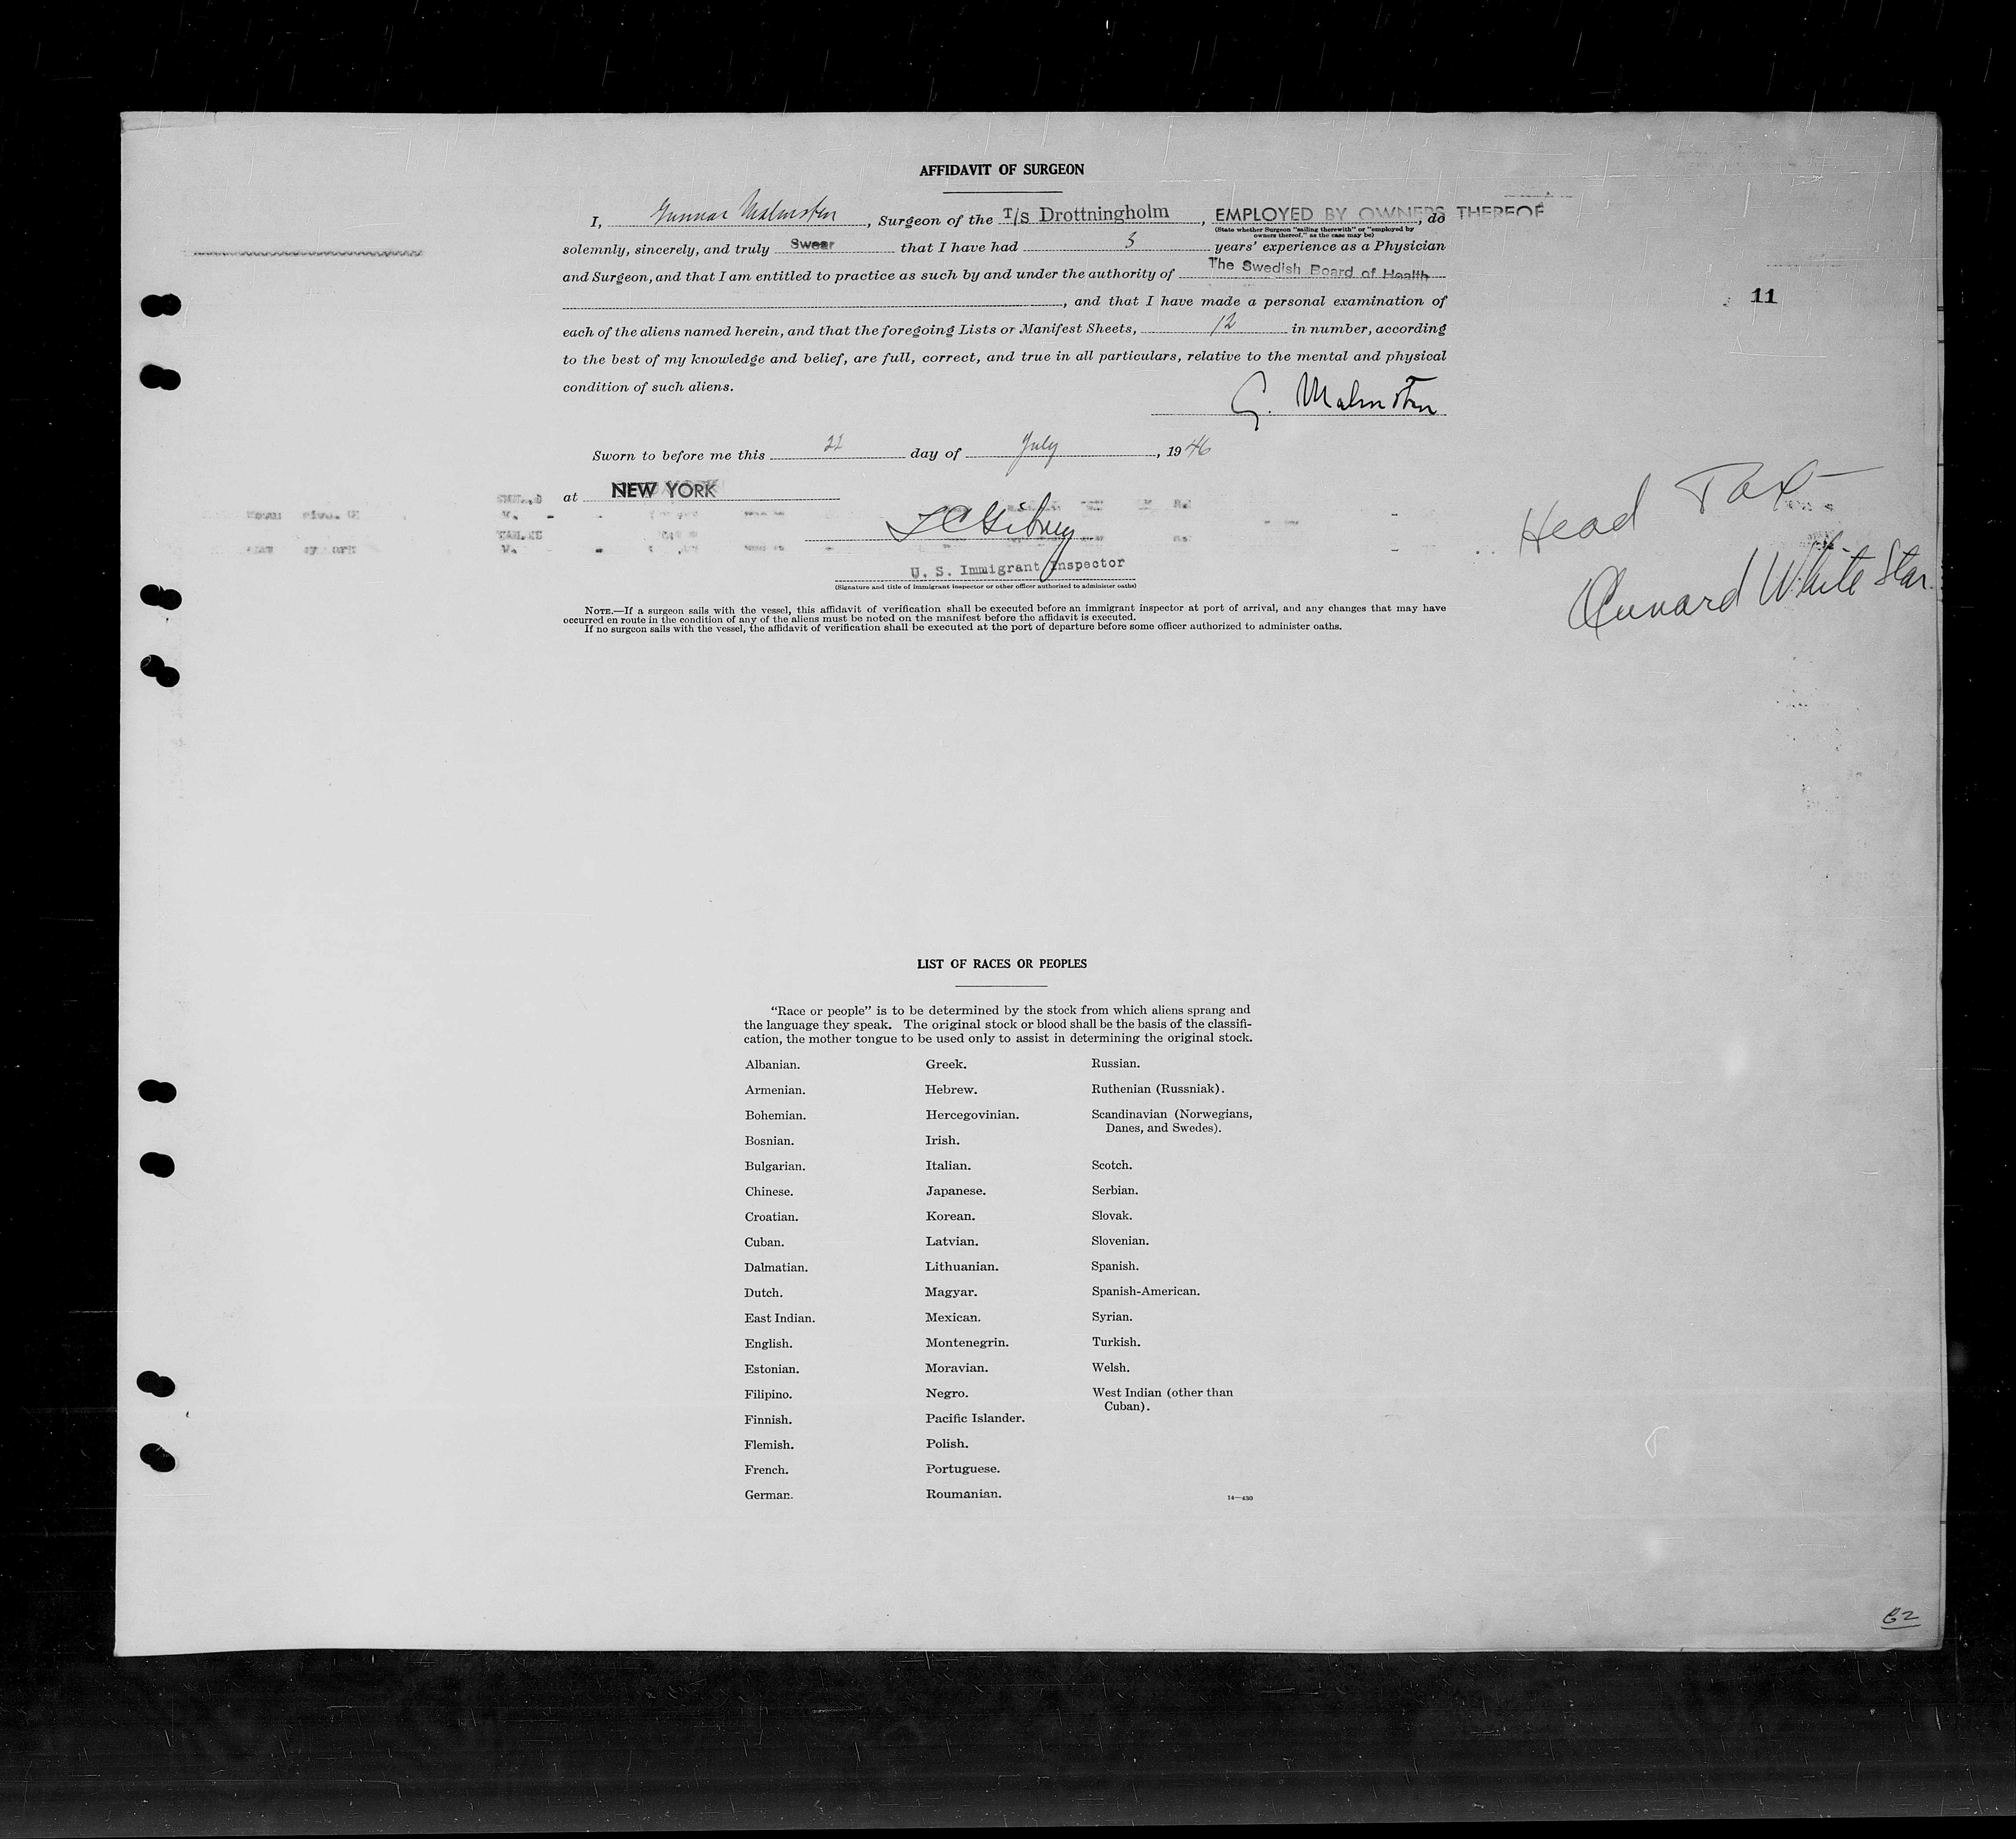 AFFIDAVIT OF SURGEON
I, Gunnar Malmsten, Surgeon of the T/S Drottningholm, EMPLOYED BY OWNERS THEREOF, do
(State whether Surgeon "sailing therewith" or "employed by
owners thereof," as the case may be)
solemnly, sincerely, and truly Swear that I have had 3 years' experience as a Physician
and Surgeon, and that I am entitled to practice as such by and under the authority of The Swedish Board of Health
, and that I have made a personal examination of
11
each of the aliens named herein, and that the foregoing Lists or Manifest Sheets, 12 in number, according
to the best of my knowledge and belief, are full, correct, and true in all particulars, relative to the mental and physical
condition of such aliens.
G. Malmsten
Sworn to before me this 22 day of July, 1946
at NEW YORK
Head Tax
Cunard White Star
U. S. Immigrant Inspector
(Signature and title of immigrant inspector or other officer authorized to administer oaths)
NOTE.—If a surgeon sails with the vessel, this affidavit of verification shall be executed before an immigrant inspector at port of arrival, and any changes that may have
occurred en route in the condition of any of the aliens must be noted on the manifest before the affidavit is executed.
If no surgeon sails with the vessel, the affidavit of verification shall be executed at the port of departure before some officer authorized to administer oaths.
LIST OF RACES OR PEOPLES
"Race or people" is to be determined by the stock from which aliens sprang and
the language they speak. The original stock or blood shall be the basis of the classifi-
cation, the mother tongue to be used only to assist in determining the original stock.
Albanian.
Armenian.
Bohemian.
Bosnian.
Bulgarian.
Chinese.
Croatian.
Cuban.
Dalmatian.
Dutch.
East Indian.
English.
Estonian.
Filipino.
Finnish.
Flemish.
French.
German.
Greek.
Hebrew.
Hercegovinian.
Irish.
Italian.
Japanese.
Korean.
Latvian.
Lithuanian.
Magyar.
Mexican.
Montenegrin.
Moravian.
Negro.
Pacific Islander.
Polish.
Portuguese.
Roumanian.
Russian.
Ruthenian (Russniak).
Scandinavian (Norwegians,
Danes, and Swedes).
Scotch.
Serbian.
Slovak.
Slovenian.
Spanish.
Spanish-American.
Syrian.
Turkish.
Welsh.
West Indian (other than
Cuban).
14—430